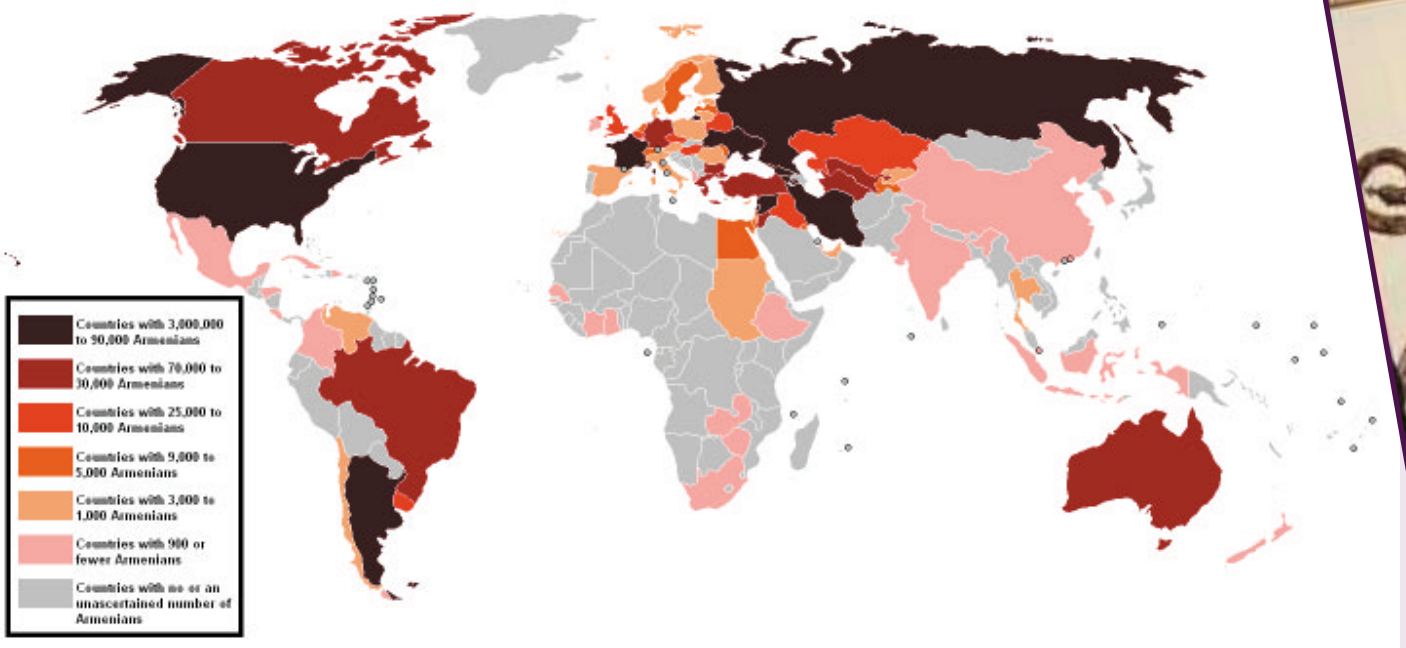 Countries with 3,000,000
to 90,000 Armenians
Countries with 70,000 to
30,000 Armenians
Countries with 25,000 to
10,000 Armenians
Countries with 9,000 to
5,000 Armenians
Countries with 3,000 to
1,000 Armenians
Countries with 900 or
fewer Armenians
Countries with no or an
unascertained number of
Armenians